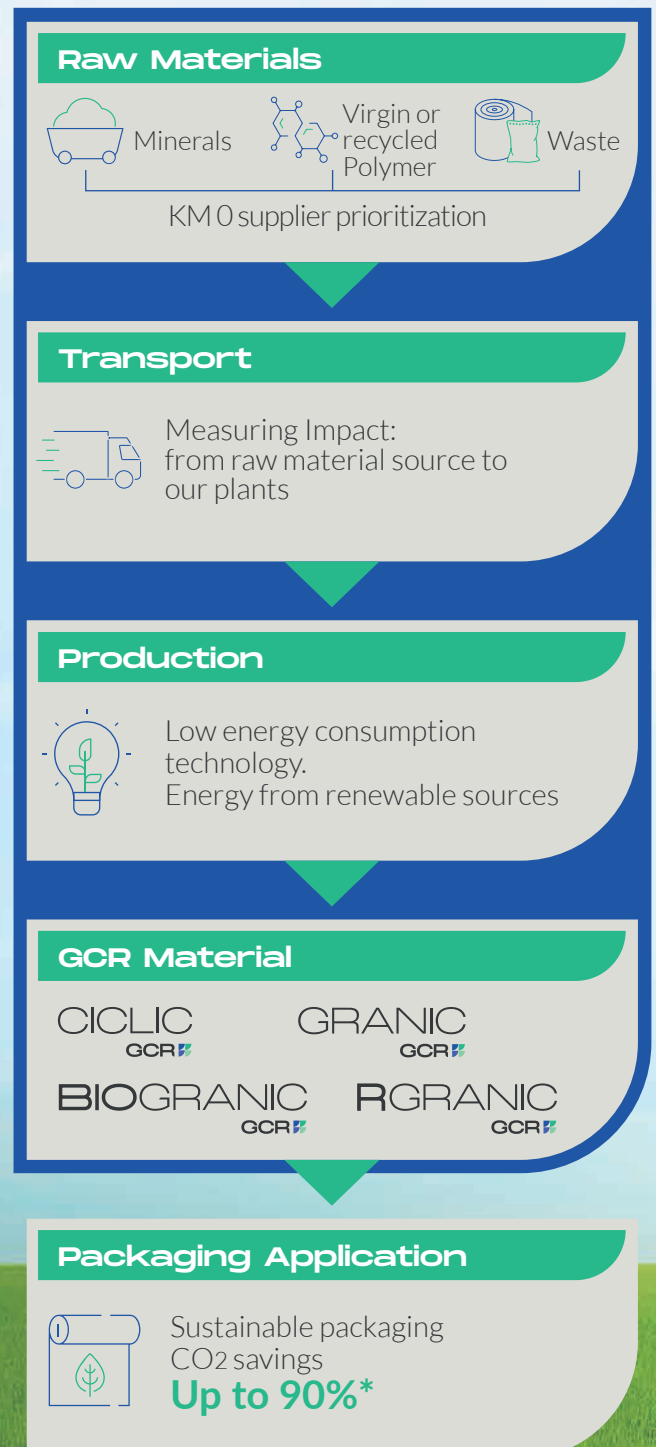 Raw Materials
Minerals
Virgin or
recycled
Polymer
Waste
KM 0 supplier prioritization
Transport
Measuring Impact:
from raw material source to
our plants
Production
Low energy consumption
technology.
Energy from renewable sources
GCR Material
CICLIC
GCR
GRANIC
GCR
BIOGRANIC
GCR
RGRANIC
GCR
Packaging Application
Sustainable packaging
CO2 savings
Up to 90%*